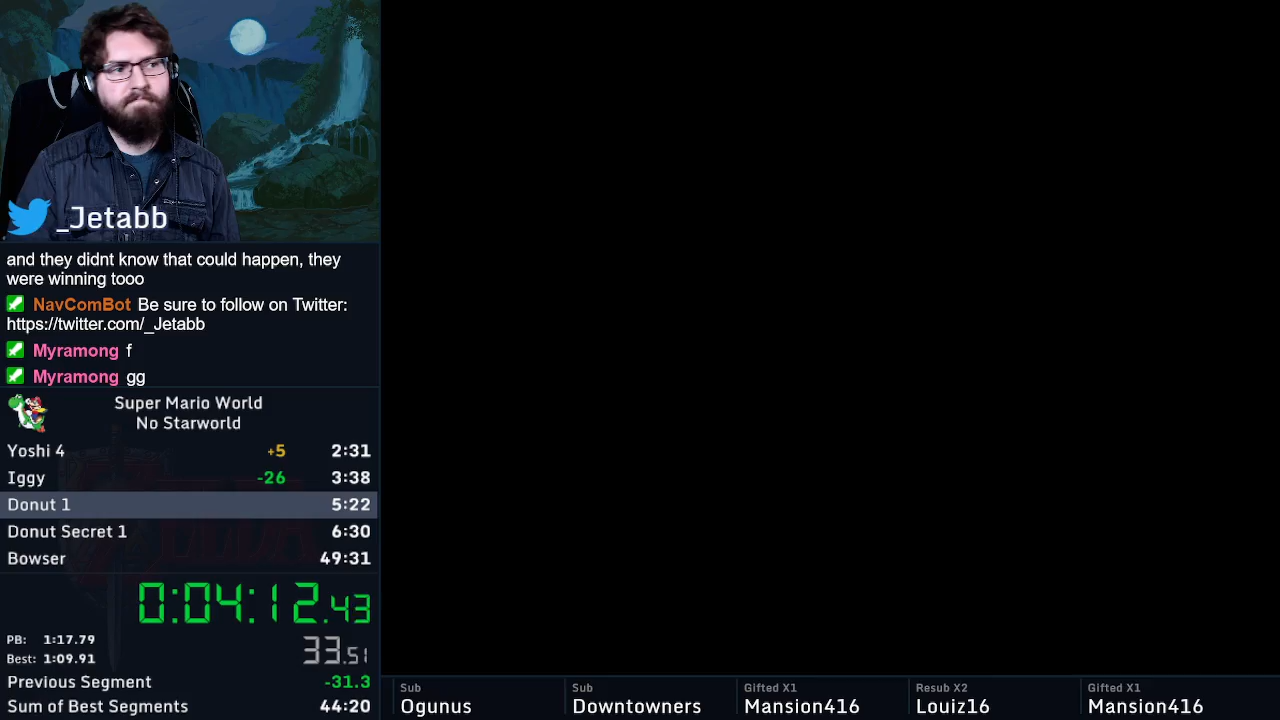 _Jetabb
and they didnt know that could happen, they
were winning tooo
NavComBot Be sure to follow on Twitter:
https://twitter.com/_Jetabb
Myramong f
Myramong gg
Super Mario World
No Starworld
Yoshi 4 +5 2:31
Iggy -26 3:38
Donut 1 5:22
Donut Secret 1 6:30
Bowser 49:31
0:04:12.43
PB: 1:17.79
Best: 1:09.91
33.51
Previous Segment -31.3
Sum of Best Segments 44:20
Sub Sub Gifted X1 Resub X2 Gifted X1
Ogunus Downtowners Mansion416 Louiz16 Mansion416